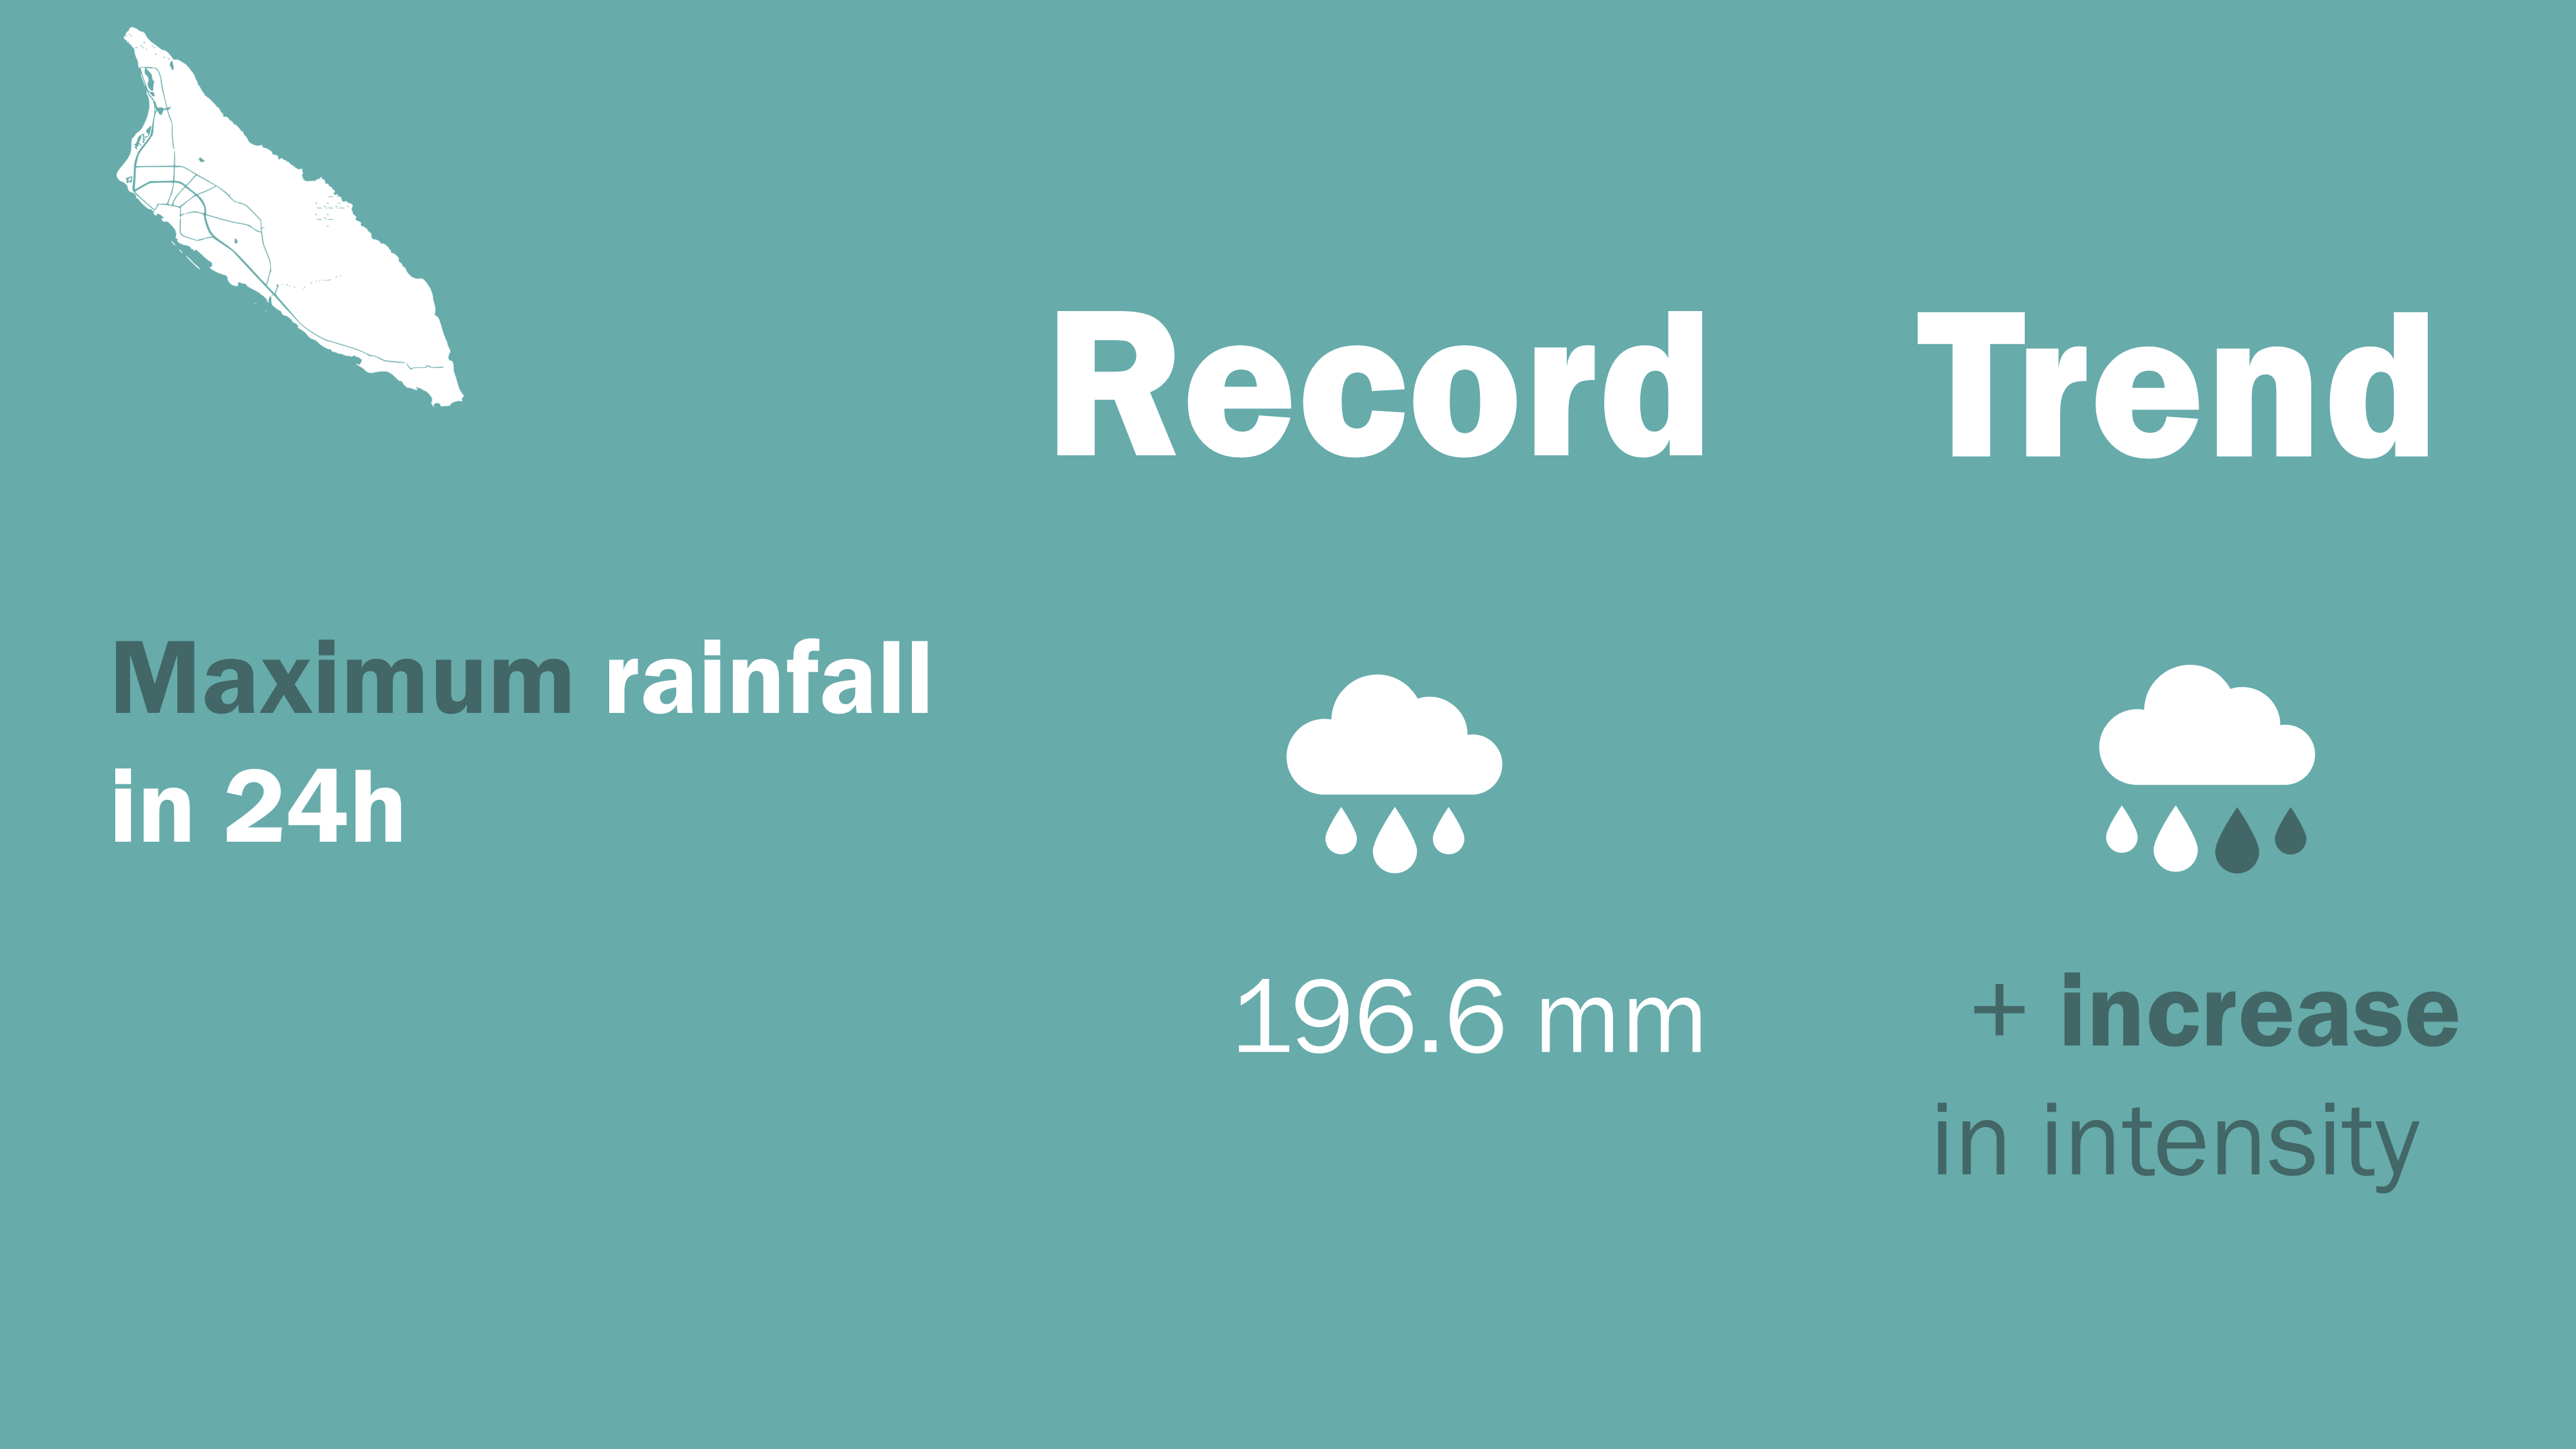 Record Trend
Maximum rainfall
in 24h
196.6 mm
+ increase
in intensity